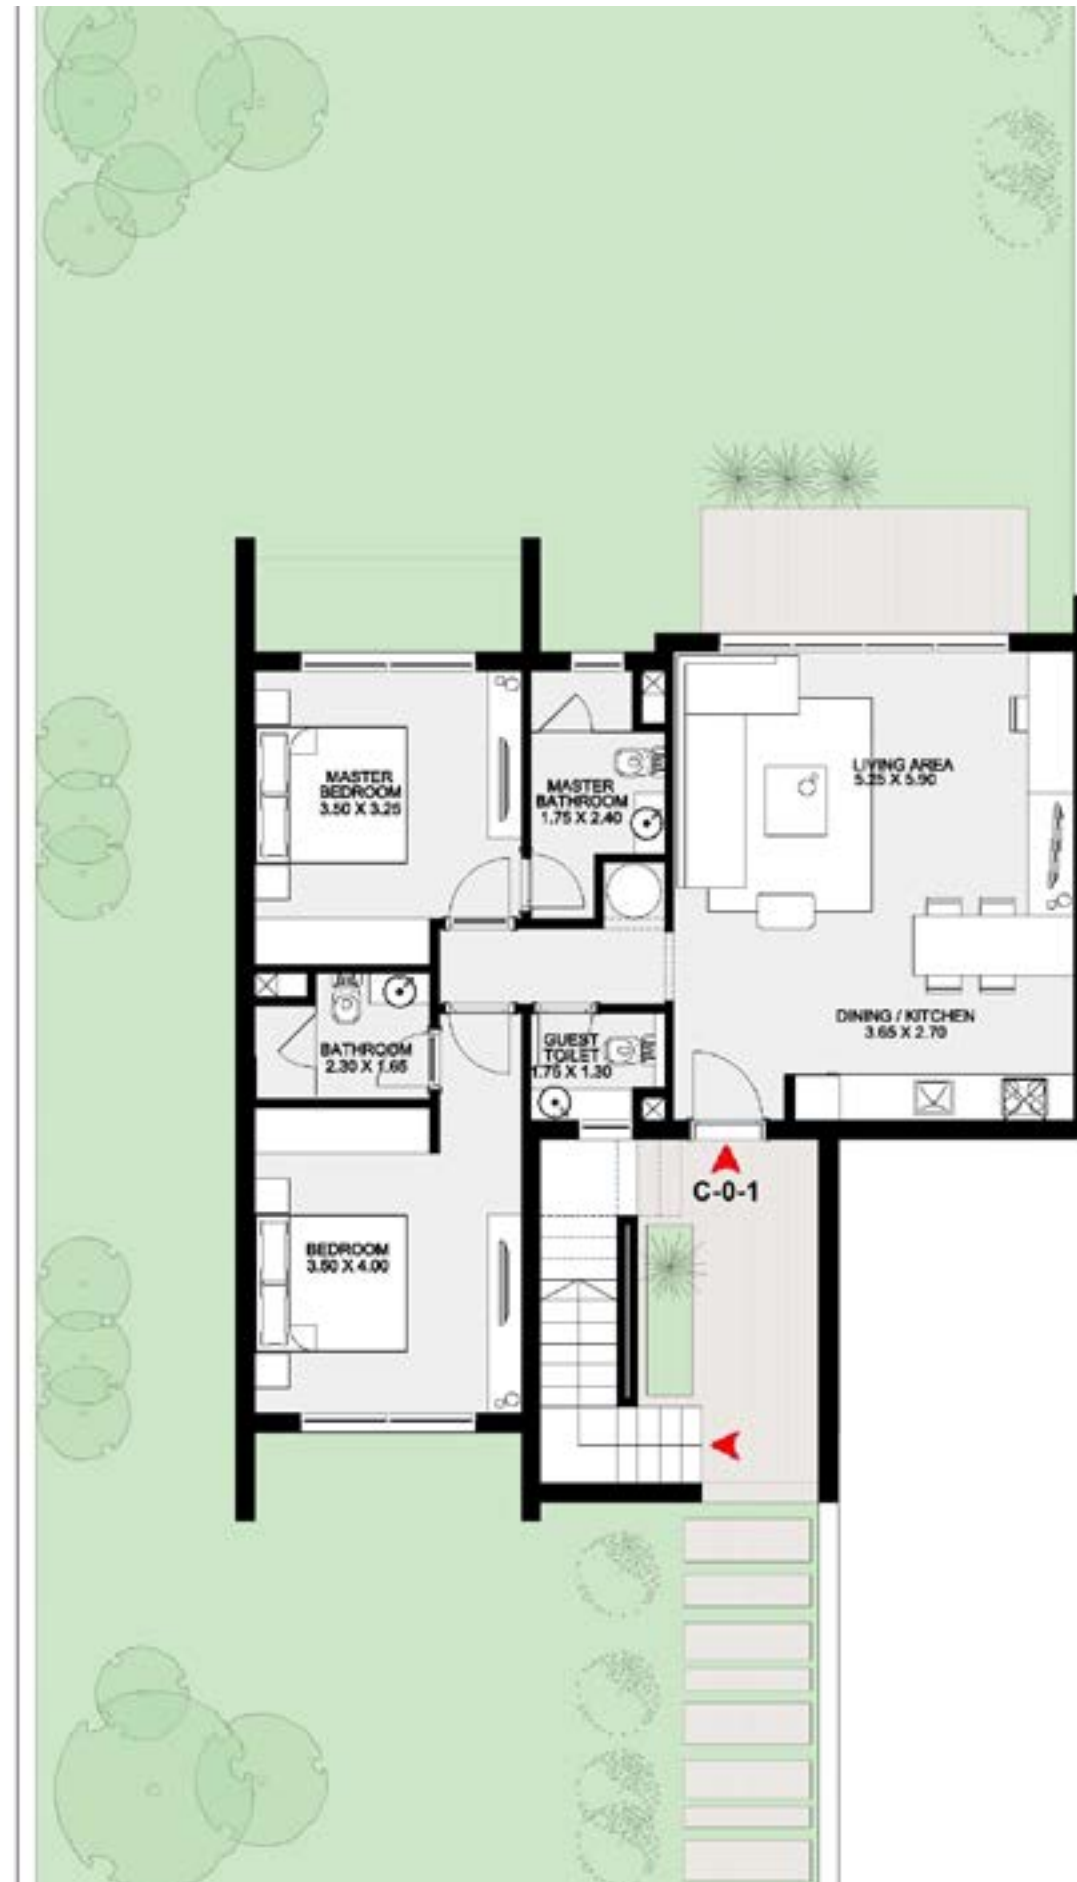 MASTER
BEDROOM
3.50 X 3.25
MASTER
BATHROOM
1.75 X 2.40
LIVING AREA
5.25 X 5.90
DINING / KITCHEN
3.65 X 2.70
BATHROOM
2.30 X 1.65
GUEST
TOILET
1.75 X 1.30
C-0-1
BEDROOM
3.50 X 4.00